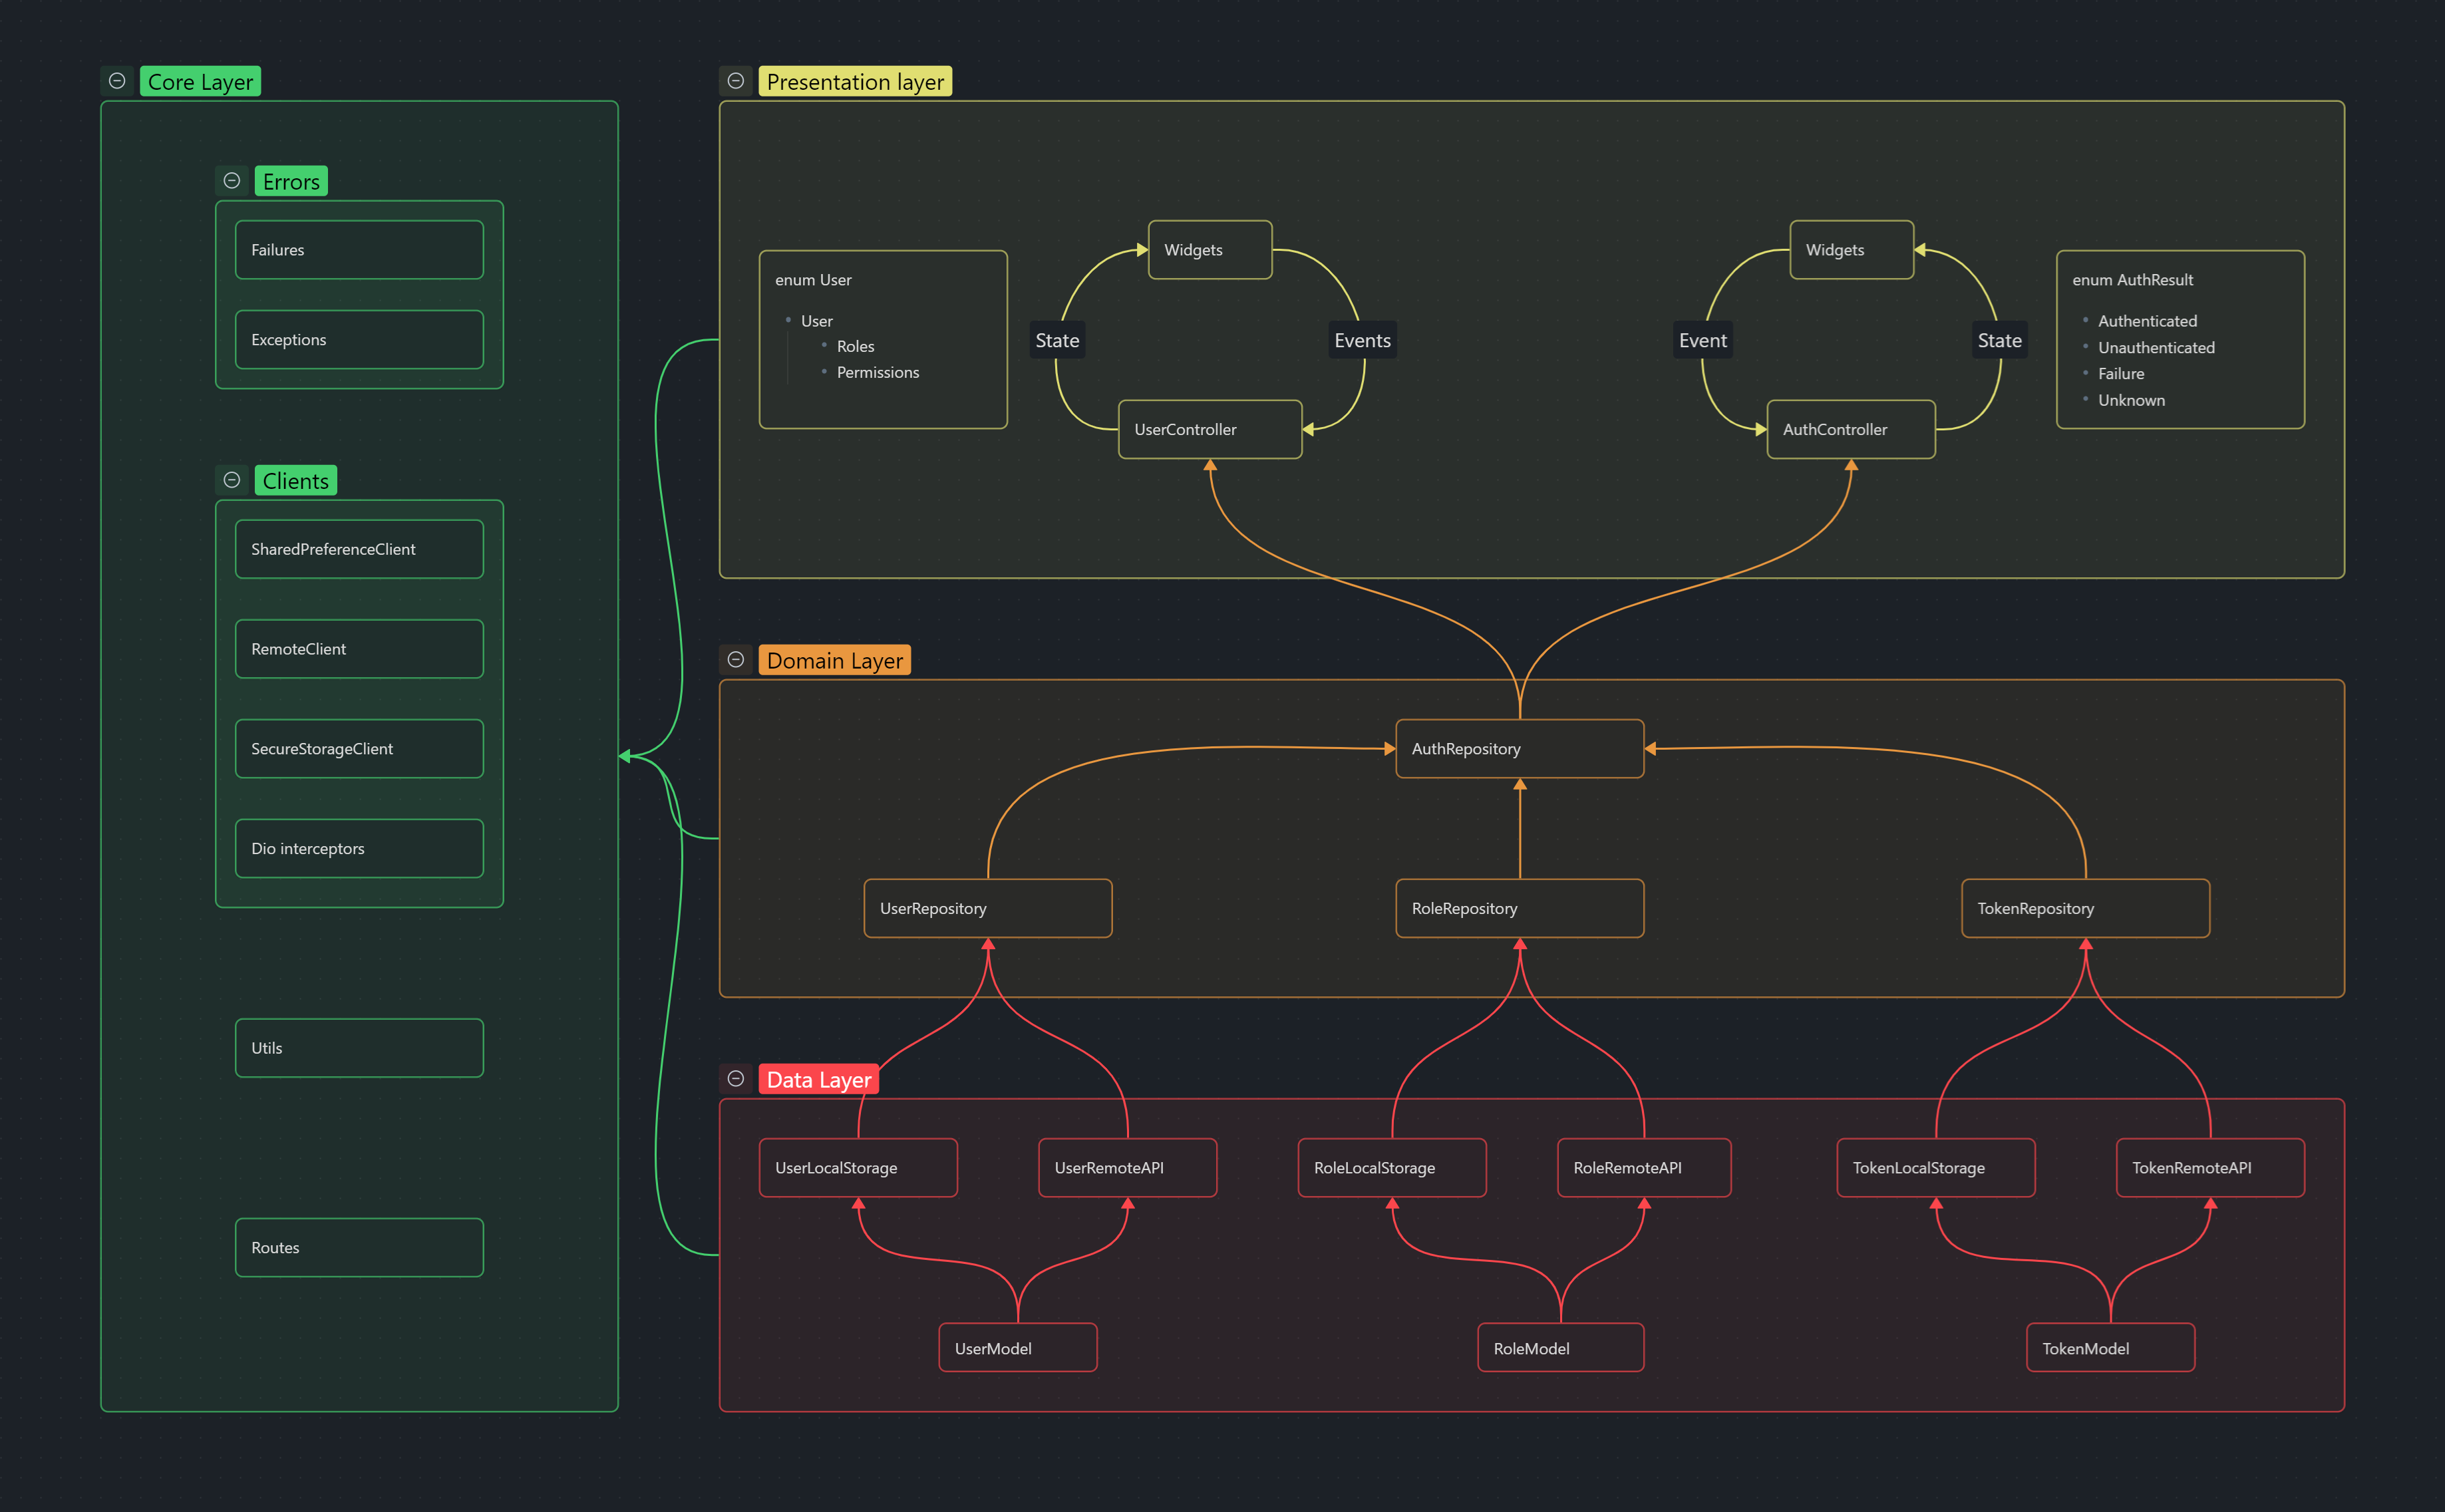 Core Layer
Errors
Failures
Exceptions
Clients
SharedPreferenceClient
RemoteClient
SecureStorageClient
Dio interceptors
Utils
Routes
Presentation layer
enum User
User
Roles
Permissions
Widgets
State
Events
UserController
Widgets
Event
State
AuthController
enum AuthResult
Authenticated
Unauthenticated
Failure
Unknown
Domain Layer
AuthRepository
UserRepository
RoleRepository
TokenRepository
Data Layer
UserLocalStorage
UserRemoteAPI
RoleLocalStorage
RoleRemoteAPI
TokenLocalStorage
TokenRemoteAPI
UserModel
RoleModel
TokenModel